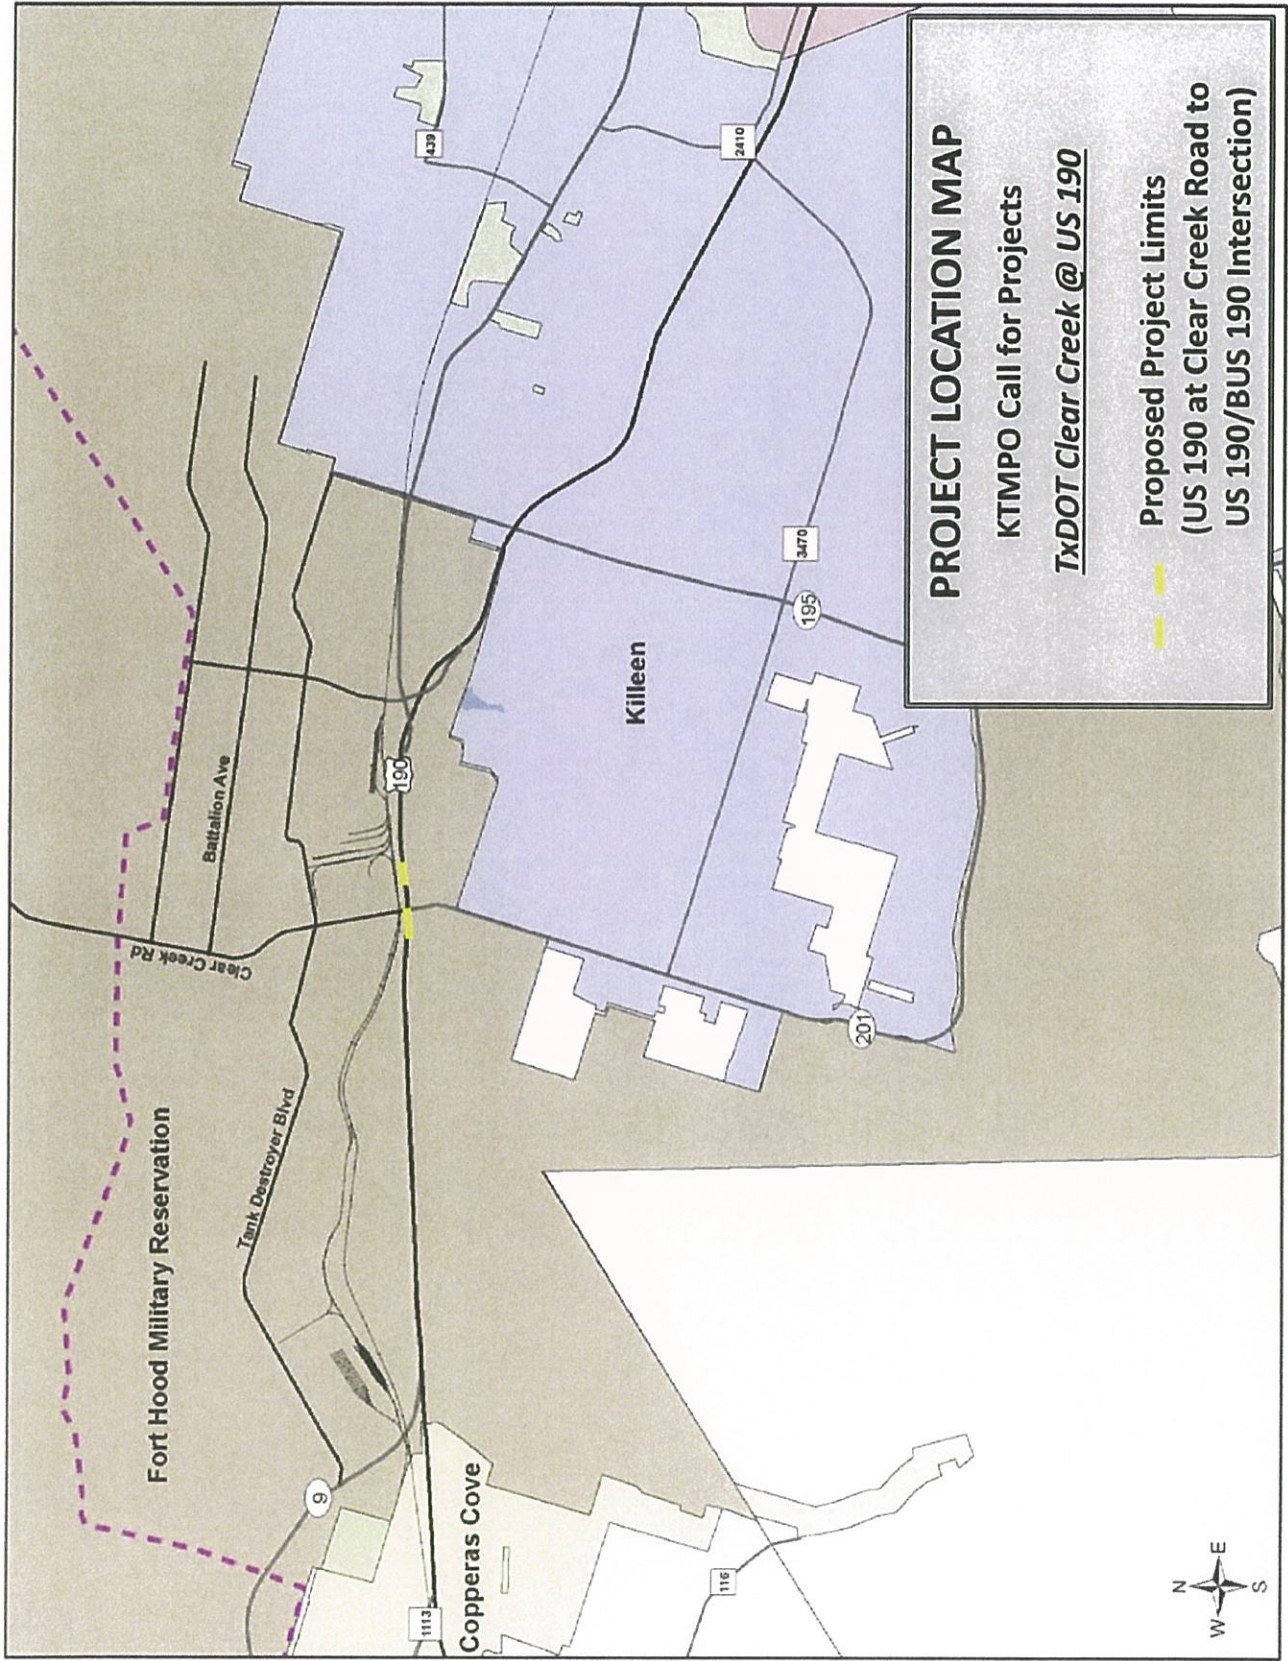 PROJECT LOCATION MAP
KTMPO Call for Projects
TxDOT Clear Creek @ US 190
Proposed Project Limits
(US 190 at Clear Creek Road to
US 190/BUS 190 Intersection)
Fort Hood Military Reservation
Clear Creek Rd
Battalion Ave
Tank Destroyer Blvd
Copperas Cove
Killeen
9
1113
116
190
201
195
3470
439
2410
N
W
E
S